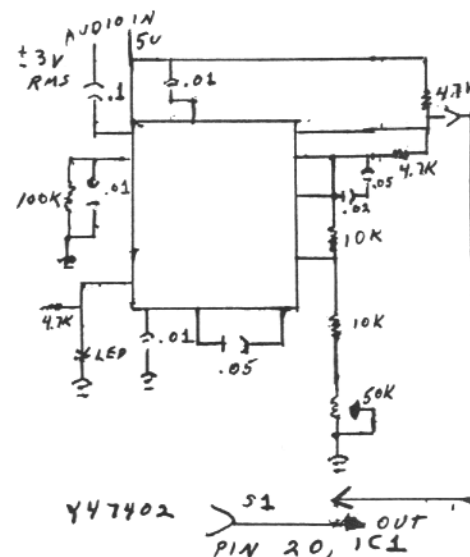 AUDIO IN
± 3V
RMS
5V
.1
.01
4.7K
100K
.01
4.7K
.05
.02
10K
4.7K
LED
.01
.05
10K
50K
Y47402
S1
OUT
PIN 20, IC1